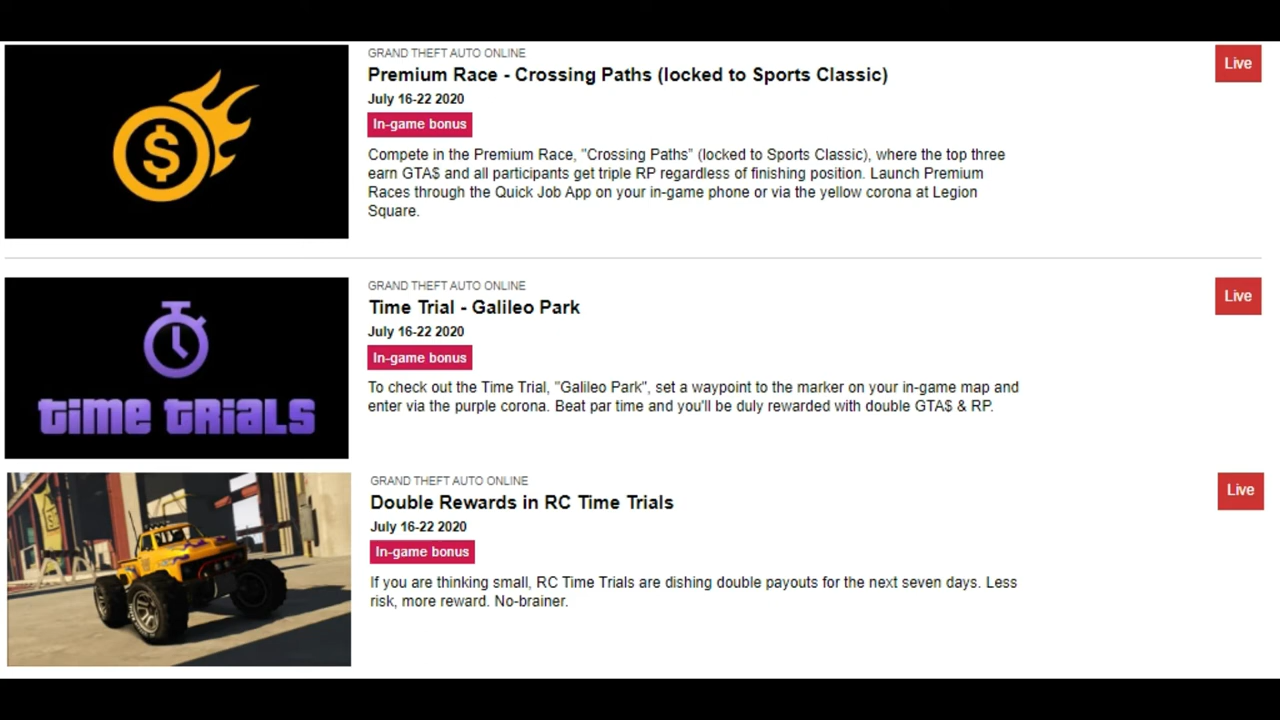 GRAND THEFT AUTO ONLINE
Premium Race - Crossing Paths (locked to Sports Classic)
Live
July 16-22 2020
In-game bonus
Compete in the Premium Race, "Crossing Paths" (locked to Sports Classic), where the top three
earn GTA$ and all participants get triple RP regardless of finishing position. Launch Premium
Races through the Quick Job App on your in-game phone or via the yellow corona at Legion
Square.
$
GRAND THEFT AUTO ONLINE
Time Trial - Galileo Park
Live
July 16-22 2020
In-game bonus
To check out the Time Trial, "Galileo Park", set a waypoint to the marker on your in-game map and
enter via the purple corona. Beat par time and you'll be duly rewarded with double GTA$ & RP.
time trials
GRAND THEFT AUTO ONLINE
Double Rewards in RC Time Trials
Live
July 16-22 2020
In-game bonus
If you are thinking small, RC Time Trials are dishing double payouts for the next seven days. Less
risk, more reward. No-brainer.